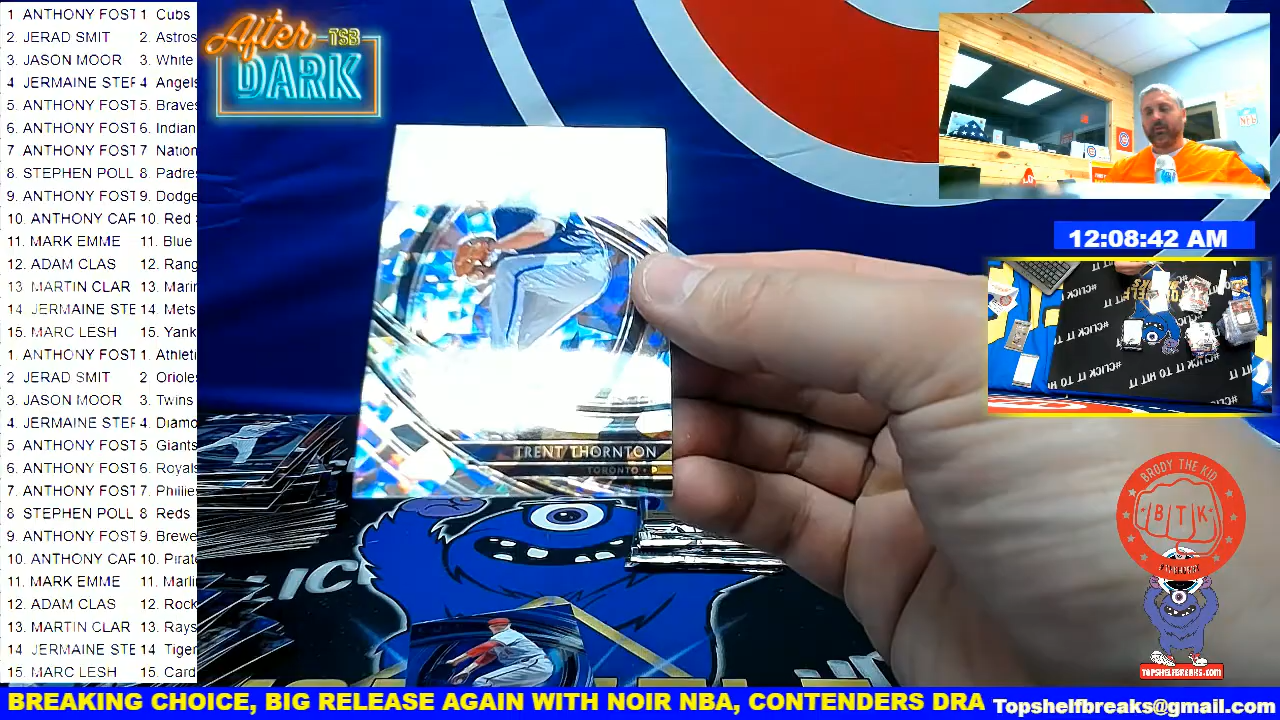 1 ANTHONY FOST 1 Cubs
2. JERAD SMIT 2. Astros
3. JASON MOOR 3. White
4 JERMAINE STEF 4. Angels
5. ANTHONY FOST 5. Braves
6. ANTHONY FOST 6. Indian
7 ANTHONY FOST 7. Nation
8. STEPHEN POLL 8. Padres
9. ANTHONY FOST 9. Dodge
10. ANTHONY CAR 10. Red
11. MARK EMME 11. Blue
12. ADAM CLAS 12. Rang
13 MARTIN CLAR 13. Marin
14 JERMAINE STE 14. Mets
15. MARC LESH 15. Yank
1. ANTHONY FOST 1. Athleti
2 JERAD SMIT 2 Oriole
3. JASON MOOR 3. Twins
4. JERMAINE STEF 4. Diamo
5 ANTHONY FOST 5. Giants
6. ANTHONY FOST 6. Royals
7. ANTHONY FOST 7. Phillie
8 STEPHEN POLL 8. Reds
9. ANTHONY FOST 9. Brewe
10 ANTHONY CAR 10. Pirate
11. MARK EMME 11. Marli
12. ADAM CLAS 12. Rock
13. MARTIN CLAR 13. Rays
14 JERMAINE STE 14. Tiger
15. MARC LESH 15. Card
After TSB
DARK
TRENT THORNTON
TORONTO • P
12:08:42 AM
#CLICK IT TO HIT IT
BRODY THE KID
BTK
TOPSHELFBREAKS.COM
BREAKING CHOICE, BIG RELEASE AGAIN WITH NOIR NBA, CONTENDERS DRA
Topshelfbreaks@gmail.com